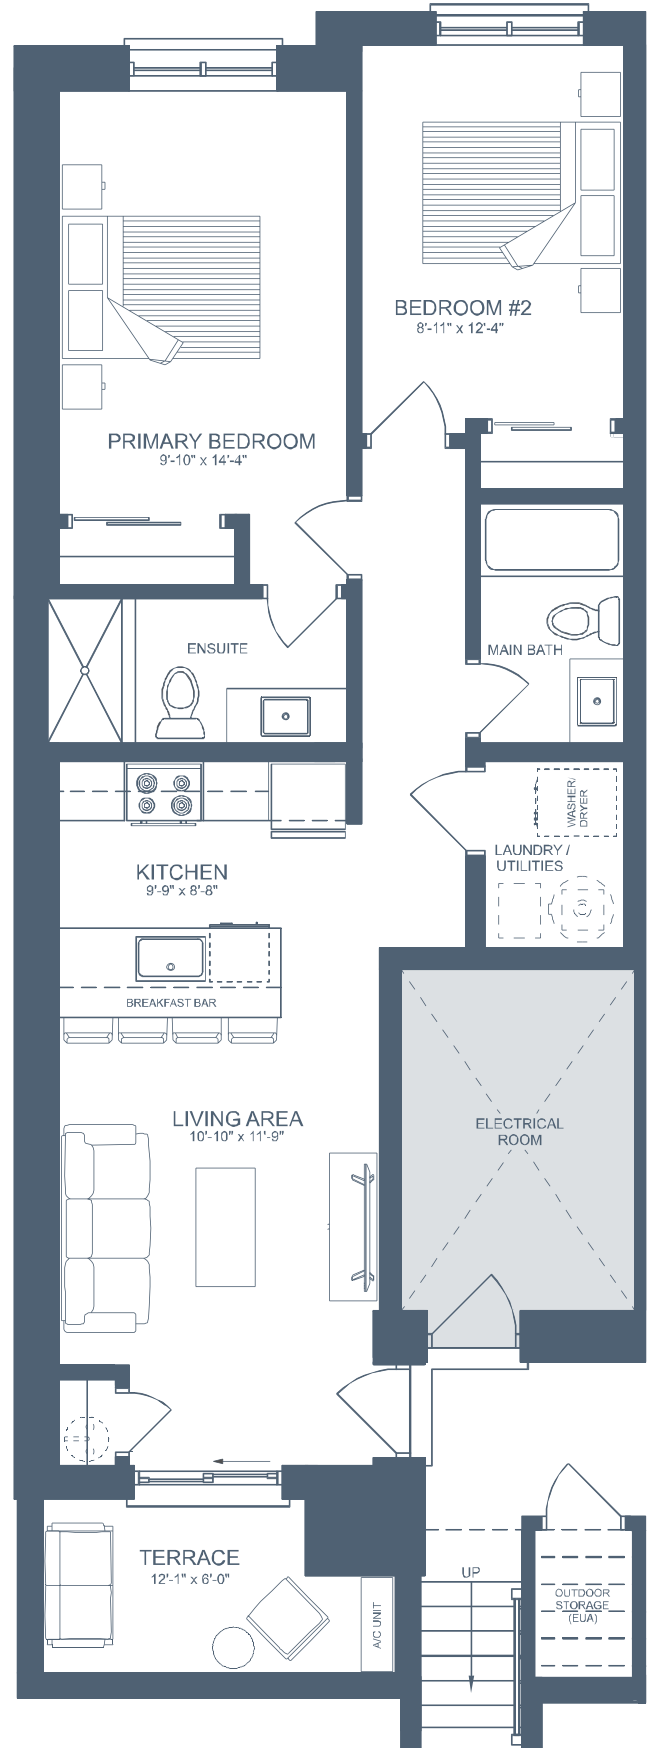 BEDROOM #2
8'-11" x 12'-4"
PRIMARY BEDROOM
9'-10" x 14'-4"
ENSUITE
MAIN BATH
WASHER/
DRYER
LAUNDRY /
UTILITIES
KITCHEN
9'-9" x 8'-8"
BREAKFAST BAR
LIVING AREA
10'-10" x 11'-9"
ELECTRICAL
ROOM
TERRACE
12'-1" x 6'-0"
A/C UNIT
UP
OUTDOOR
STORAGE
(EUA)